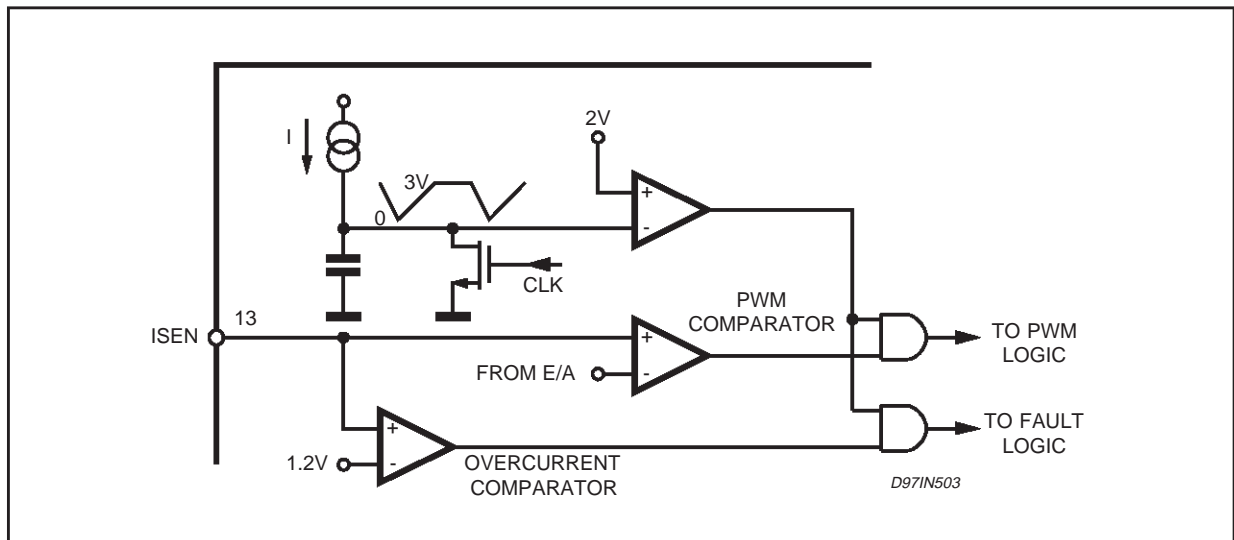 2V
I
3V
0
+
-
CLK
13
ISEN
PWM
COMPARATOR
+
-
FROM E/A
TO PWM
LOGIC
+
-
1.2V
OVERCURRENT
COMPARATOR
TO FAULT
LOGIC
D97IN503